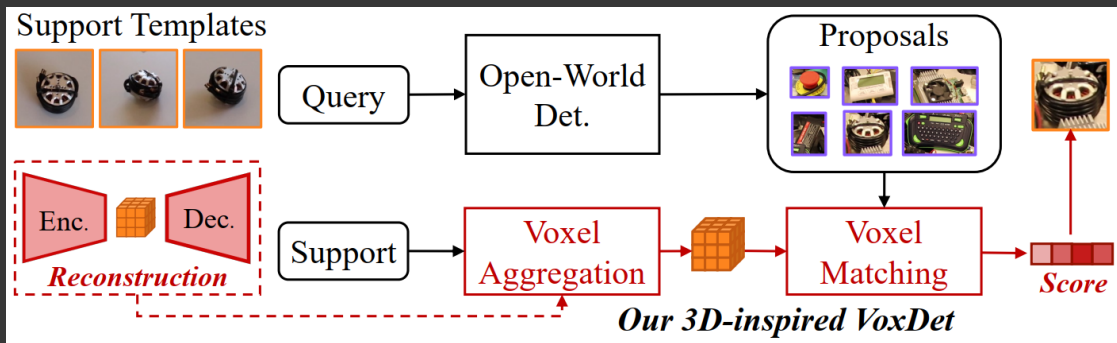 Support Templates
Query
Open-World
Det.
Proposals
Enc.
Dec.
Reconstruction
Support
Voxel
Aggregation
Voxel
Matching
Score
Our 3D-inspired VoxDet